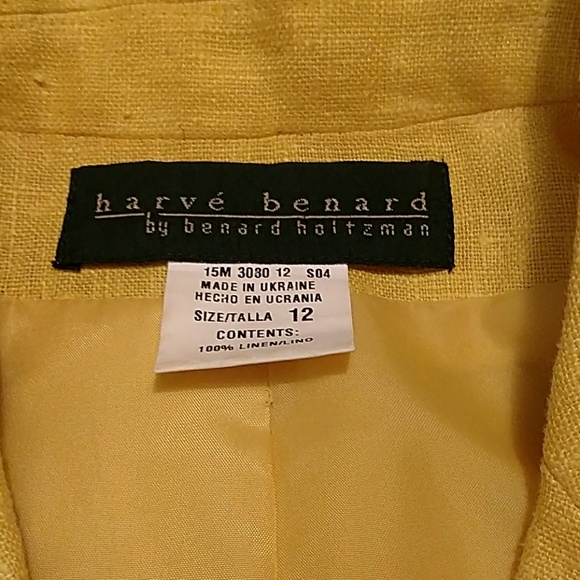 harvé benard
by benard holtzman
15M 3080 12 S04
MADE IN UKRAINE
HECHO EN UCRANIA
SIZE/TALLA 12
CONTENTS:
100% LINEN/LINO